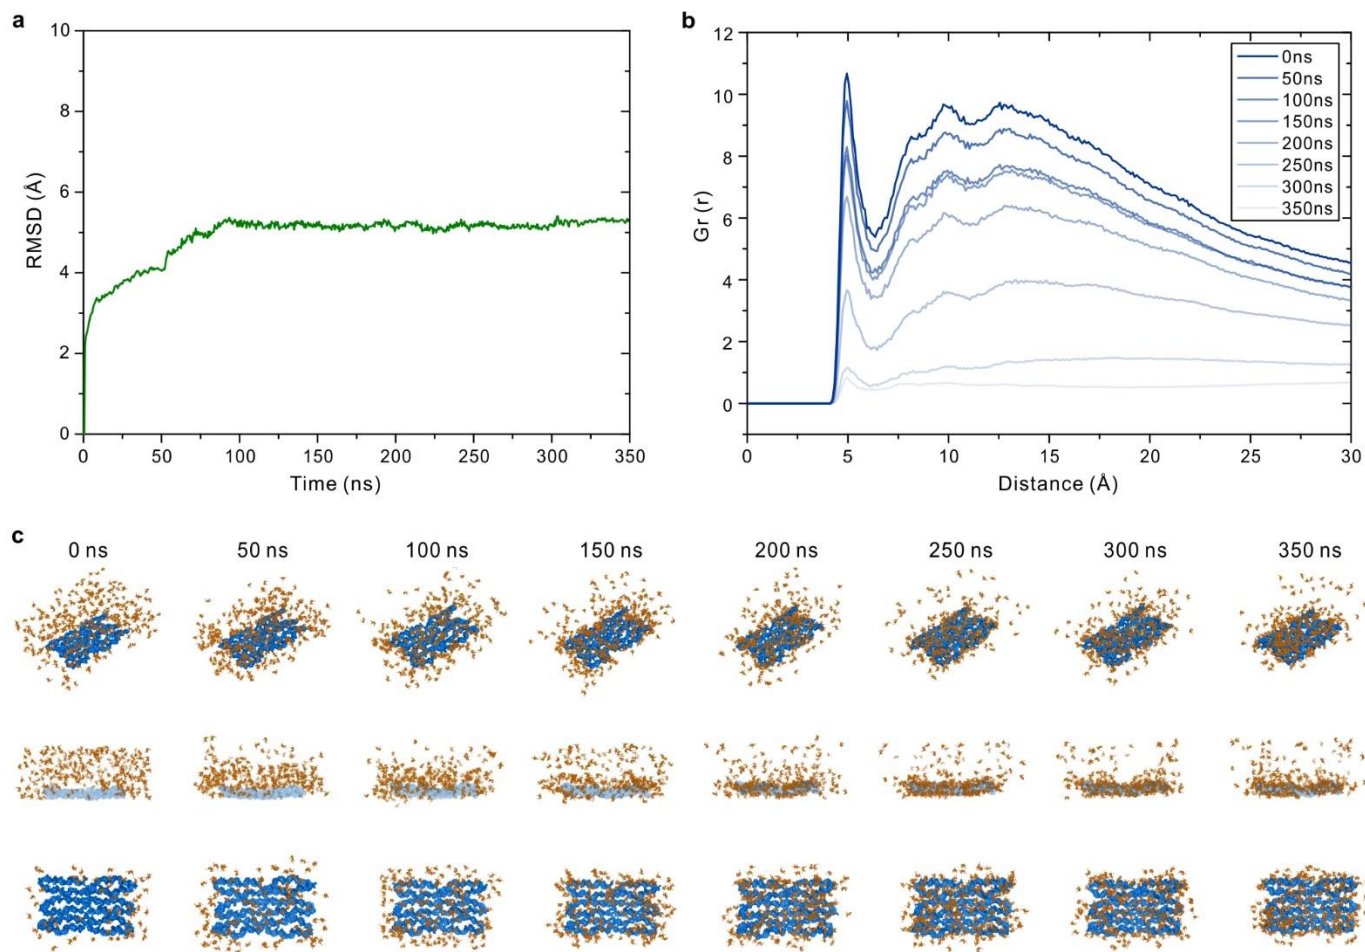 a
10
8
6
4
2
0
RMSD (Å)
0 50 100 150 200 250 300 350
Time (ns)
b
12
10
8
6
4
2
0
Gr (r)
0 5 10 15 20 25 30
Distance (Å)
0ns
50ns
100ns
150ns
200ns
250ns
300ns
350ns
c
0 ns 50 ns 100 ns 150 ns 200 ns 250 ns 300 ns 350 ns